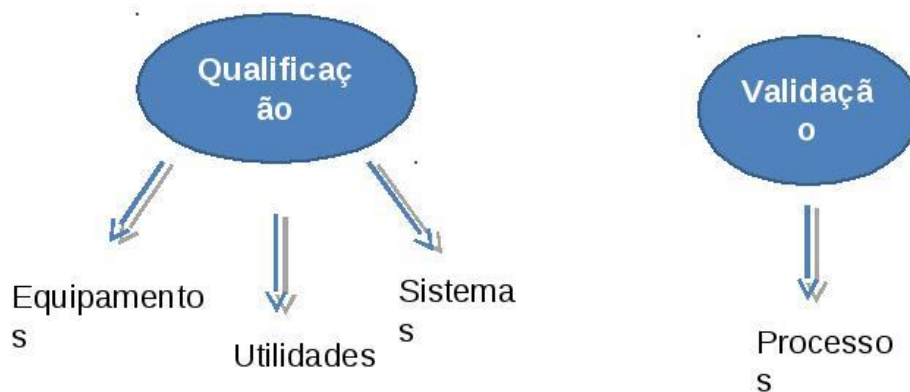 Qualificaç
ão
Validaçã
o
Equipamento
s
Utilidades
Sistema
s
Processo
s